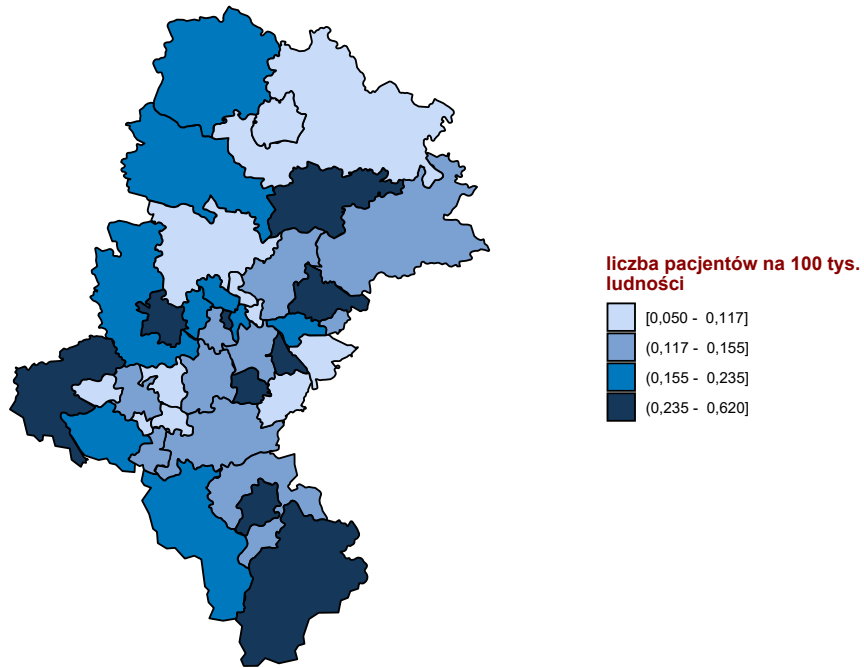 liczba pacjentów na 100 tys.
ludności
[0,050 - 0,117]
(0,117 - 0,155]
(0,155 - 0,235]
(0,235 - 0,620]